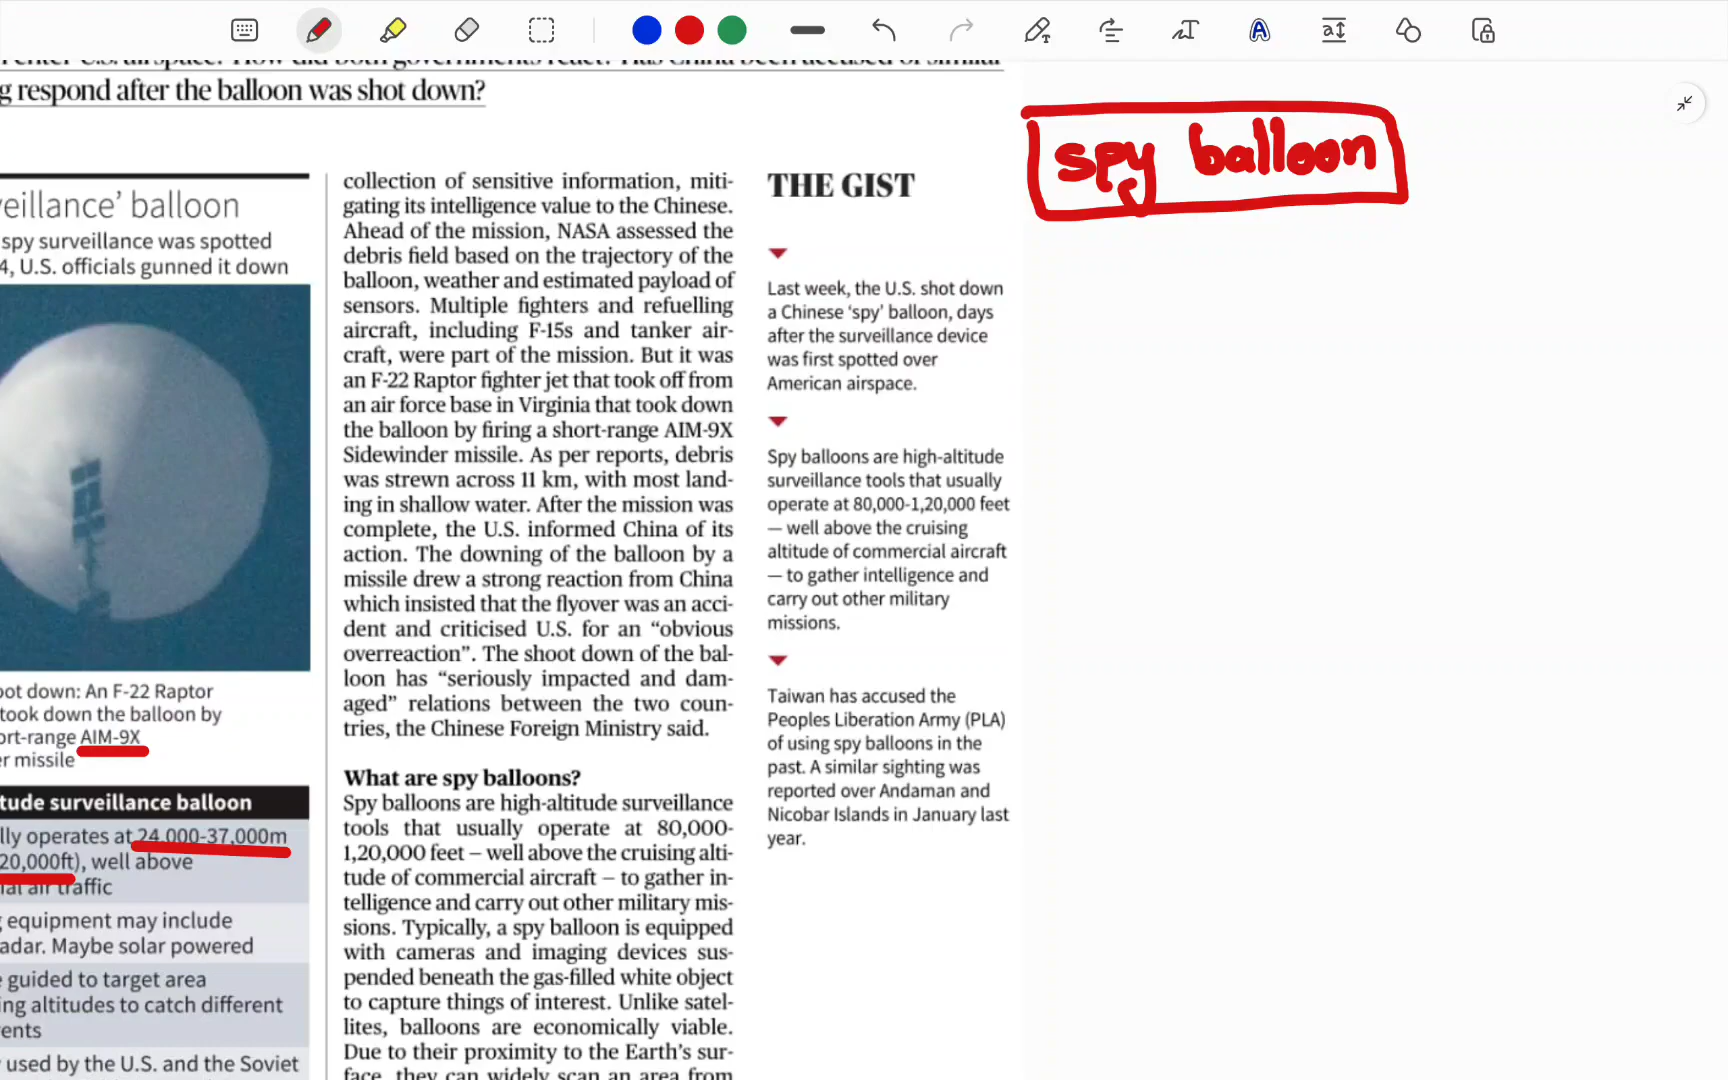 g respond after the balloon was shot down?
spy balloon
veillance’ balloon
spy surveillance was spotted
4, U.S. officials gunned it down
oot down: An F-22 Raptor
took down the balloon by
ort-range AIM-9X
er missile
tude surveillance balloon
lly operates at 24,000-37,000m
20,000ft), well above
ial air traffic
g equipment may include
adar. Maybe solar powered
e guided to target area
ing altitudes to catch different
ents
used by the U.S. and the Soviet
collection of sensitive information, miti-
gating its intelligence value to the Chinese.
Ahead of the mission, NASA assessed the
debris field based on the trajectory of the
balloon, weather and estimated payload of
sensors. Multiple fighters and refuelling
aircraft, including F-15s and tanker air-
craft, were part of the mission. But it was
an F-22 Raptor fighter jet that took off from
an air force base in Virginia that took down
the balloon by firing a short-range AIM-9X
Sidewinder missile. As per reports, debris
was strewn across 11 km, with most land-
ing in shallow water. After the mission was
complete, the U.S. informed China of its
action. The downing of the balloon by a
missile drew a strong reaction from China
which insisted that the flyover was an acci-
dent and criticised U.S. for an “obvious
overreaction”. The shoot down of the bal-
loon has “seriously impacted and dam-
aged” relations between the two coun-
tries, the Chinese Foreign Ministry said.
What are spy balloons?
Spy balloons are high-altitude surveillance
tools that usually operate at 80,000-
1,20,000 feet – well above the cruising alti-
tude of commercial aircraft – to gather in-
telligence and carry out other military mis-
sions. Typically, a spy balloon is equipped
with cameras and imaging devices sus-
pended beneath the gas-filled white object
to capture things of interest. Unlike satel-
lites, balloons are economically viable.
Due to their proximity to the Earth’s sur-
face, they can widely scan an area from
THE GIST
Last week, the U.S. shot down
a Chinese ‘spy’ balloon, days
after the surveillance device
was first spotted over
American airspace.
Spy balloons are high-altitude
surveillance tools that usually
operate at 80,000-1,20,000 feet
— well above the cruising
altitude of commercial aircraft
— to gather intelligence and
carry out other military
missions.
Taiwan has accused the
Peoples Liberation Army (PLA)
of using spy balloons in the
past. A similar sighting was
reported over Andaman and
Nicobar Islands in January last
year.